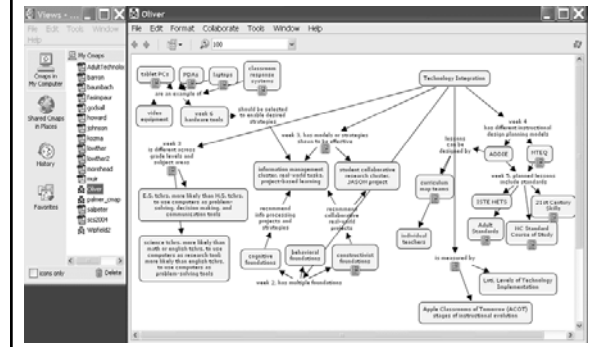 Views - ...
File Edit Tools Window
Help
Cmaps in
My Computer
Shared Cmaps
in Places
History
Favorites
My Cmaps
AdultTechnolo
barron
baumbach
godball
howard
johnson
kozma
lowther
lowther2
morehead
muir
Oliver
palmer_cmap
salpeter
Icons only
Delete
Oliver
File Edit Format Collaborate Tools Window Help
100
tablet PCs
PDAs
laptops
classroom
response
systems
are an example of
video
equipment
week 6
hardware tools
should be selected
to enable desired
strategies
Technology Integration
week 3
is different across
grade levels and
subject areas
week 3, has models or strategies
shown to be effective
week 4
has different instructional
design planning models
lessons
can be
designed by
ADDIE
NTEQ
week 5, planned lessons
include standards
ISTE NETS
21st Century
Skills
Adult
Standards
NC Standard
Course of Study
information management
cluster, real-world tasks,
project-based learning
student collaborative
research cluster,
JASON project
curriculum
map teams
individual
teachers
E.S. tchrs. more likely than H.S. tchrs.
to use computers as problem-
solving, decision making, and
communication tools
science tchrs. more likely than
math or english tchrs. to use
computers as research tool;
more likely than english tchrs.
to use computers as
problem-solving tools
recommend
info processing
projects and
strategies
recommend
collaborative
real-world
projects
cognitive
foundations
behavioral
foundations
constructivist
foundations
week 2, has multiple foundations
is measured by
LoTi, Levels of Technology
Implementation
Apple Classrooms of Tomorrow (ACOT)
stages of instructional evolution